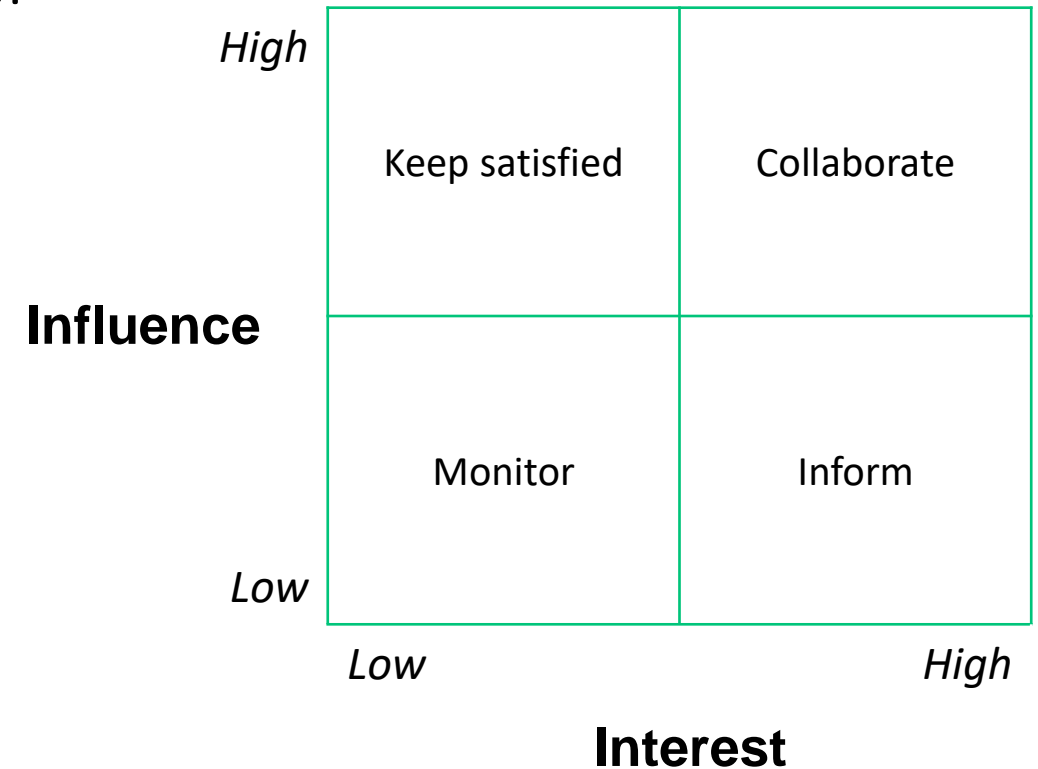 High
Keep satisfied Collaborate
Influence
Monitor Inform
Low
Low High
Interest